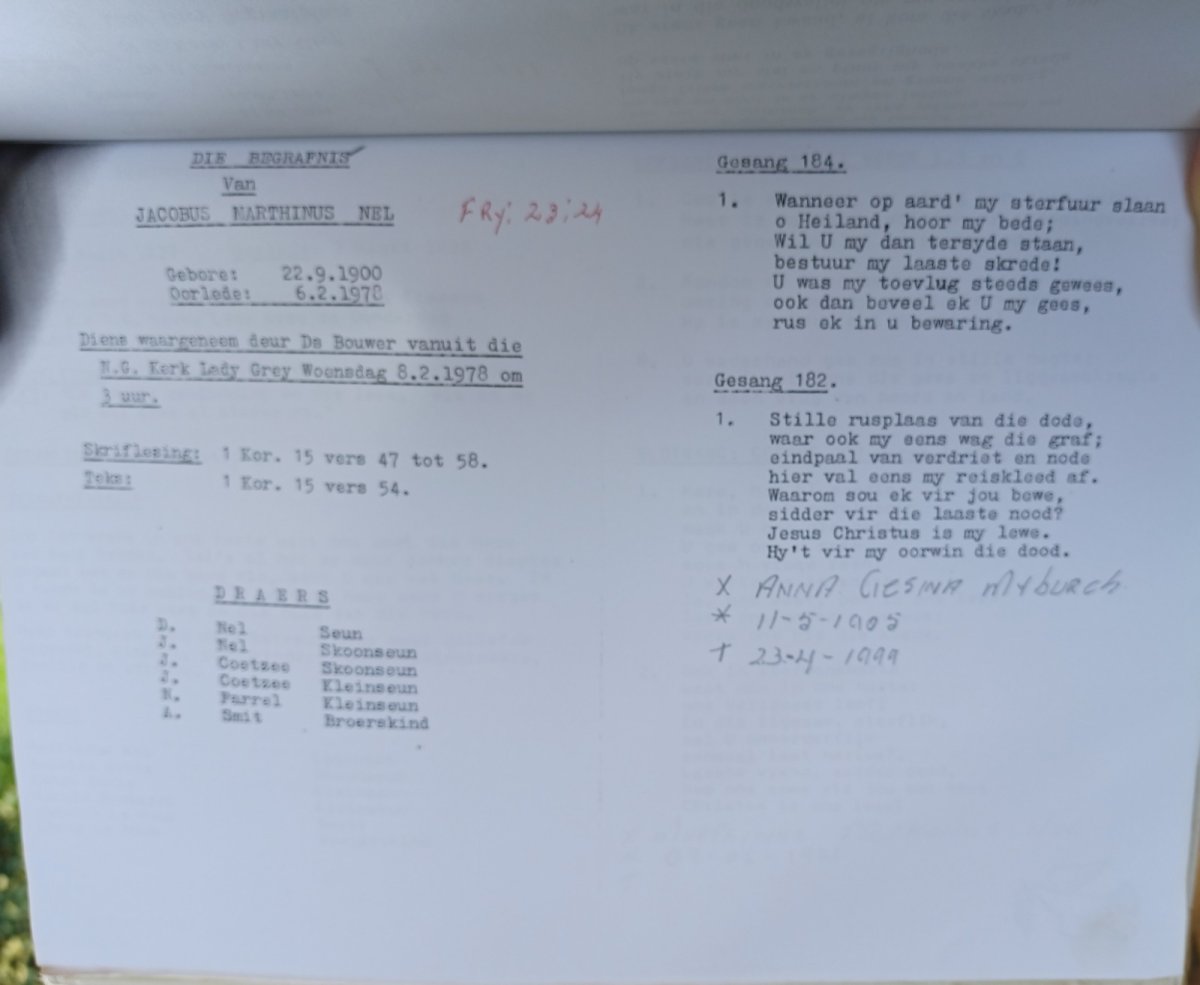 DIE BEGRAFNIS
Van
JACOBUS MARTHINUS NEL
FRY: 23:24
Gebore: 22.9.1900
Oorlede: 6.2.1978
Diens waargeneem deur Ds Bouwer vanuit die
N.G. Kerk Lady Grey Woensdag 8.2.1978 om
3 uur.
Skriflesing: 1 Kor. 15 vers 47 tot 58.
Teks: 1 Kor. 15 vers 54.
DRAERS
D. Nel Seun
J. Nel Skoonseun
J. Coetzee Skoonseun
J. Coetzee Kleinseun
N. Farrel Kleinseun
A. Smit Broerskind
Gesang 184.
1. Wanneer op aard' my sterfuur slaan
o Heiland, hoor my bede;
Wil U my dan tersyde staan,
bestuur my laaste skrede!
U was my toevlug steeds gewees,
ook dan beveel ek U my gees,
rus ek in u bewaring.
Gesang 182.
1. Stille rusplaas van die dode,
waar ook my eens wag die graf;
eindpaal van verdriet en node
hier val eens my reiskleed af.
Waarom sou ek vir jou bewe,
sidder vir die laaste nood?
Jesus Christus is my lewe.
Hy't vir my oorwin die dood.
X ANNA GESINA MYBURGH
* 11-5-1905
† 23-4-1999